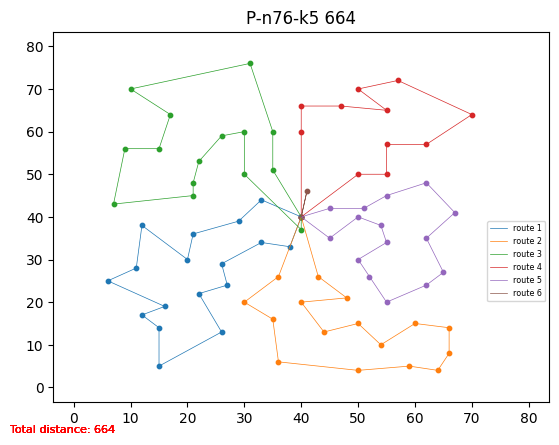 P-n76-k5 664
80
70
60
50
40
30
20
10
0
route 1
route 2
route 3
route 4
route 5
route 6
0 10 20 30 40 50 60 70 80
Total distance: 664